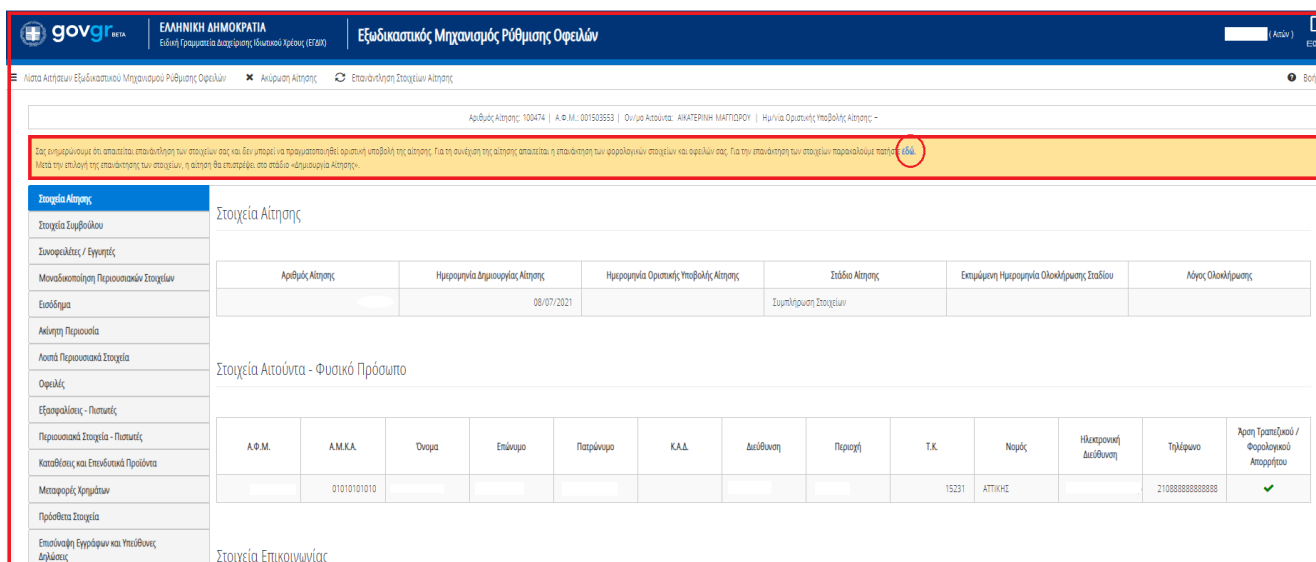 govgr BETA
ΕΛΛΗΝΙΚΗ ΔΗΜΟΚΡΑΤΙΑ
Ειδική Γραμματεία Διαχείρισης Ιδιωτικού Χρέους (ΕΓΔΙΧ)
Εξωδικαστικός Μηχανισμός Ρύθμισης Οφειλών
( Αιτών )
Λίστα Αιτήσεων Εξωδικαστικού Μηχανισμού Ρύθμισης Οφειλών Ακύρωση Αίτησης Επανάντληση Στοιχείων Αίτησης
Αριθμός Αίτησης: 100474 | Α.Φ.Μ.: 001503553 | Ον/μο Αιτούντα: ΑΙΚΑΤΕΡΙΝΗ ΜΑΓΓΙΩΡΟΥ | Ημ/νία Οριστικής Υποβολής Αίτησης: –
Σας ενημερώνουμε ότι απαιτείται επανάντληση των στοιχείων σας και δεν μπορεί να πραγματοποιηθεί οριστική υποβολή της αίτησης. Για τη συνέχιση της αίτησης απαιτείται η επανάκτηση των φορολογικών στοιχείων και οφειλών σας. Για την επανάκτηση των στοιχείων παρακαλούμε πατήστε εδώ.
Μετά την επιλογή της επανάκτησης των στοιχείων, η αίτηση θα επιστρέψει στο στάδιο «Δημιουργία Αίτησης».
Στοιχεία Αίτησης
Στοιχεία Συμβούλου
Συνοφειλέτες / Εγγυητές
Μοναδικοποίηση Περιουσιακών Στοιχείων
Εισόδημα
Ακίνητη Περιουσία
Λοιπά Περιουσιακά Στοιχεία
Οφειλές
Εξασφαλίσεις - Πιστωτές
Περιουσιακά Στοιχεία - Πιστωτές
Καταθέσεις και Επενδυτικά Προϊόντα
Μεταφορές Χρημάτων
Πρόσθετα Στοιχεία
Επισύναψη Εγγράφων και Υπεύθυνες
Δηλώσεις
Στοιχεία Αίτησης
Αριθμός Αίτησης Ημερομηνία Δημιουργίας Αίτησης Ημερομηνία Οριστικής Υποβολής Αίτησης Στάδιο Αίτησης Εκτιμώμενη Ημερομηνία Ολοκλήρωσης Σταδίου Λόγος Ολοκλήρωσης
08/07/2021 Συμπλήρωση Στοιχείων
Στοιχεία Αιτούντα - Φυσικό Πρόσωπο
Α.Φ.Μ. Α.Μ.Κ.Α. Όνομα Επώνυμο Πατρώνυμο Κ.Α.Δ. Διεύθυνση Περιοχή Τ.Κ. Νομός Ηλεκτρονική Διεύθυνση Τηλέφωνο Άρση Τραπεζικού / Φορολογικού Απορρήτου
01010101010 15231 ΑΤΤΙΚΗΣ 210888888888888
Στοιχεία Επικοινωνίας